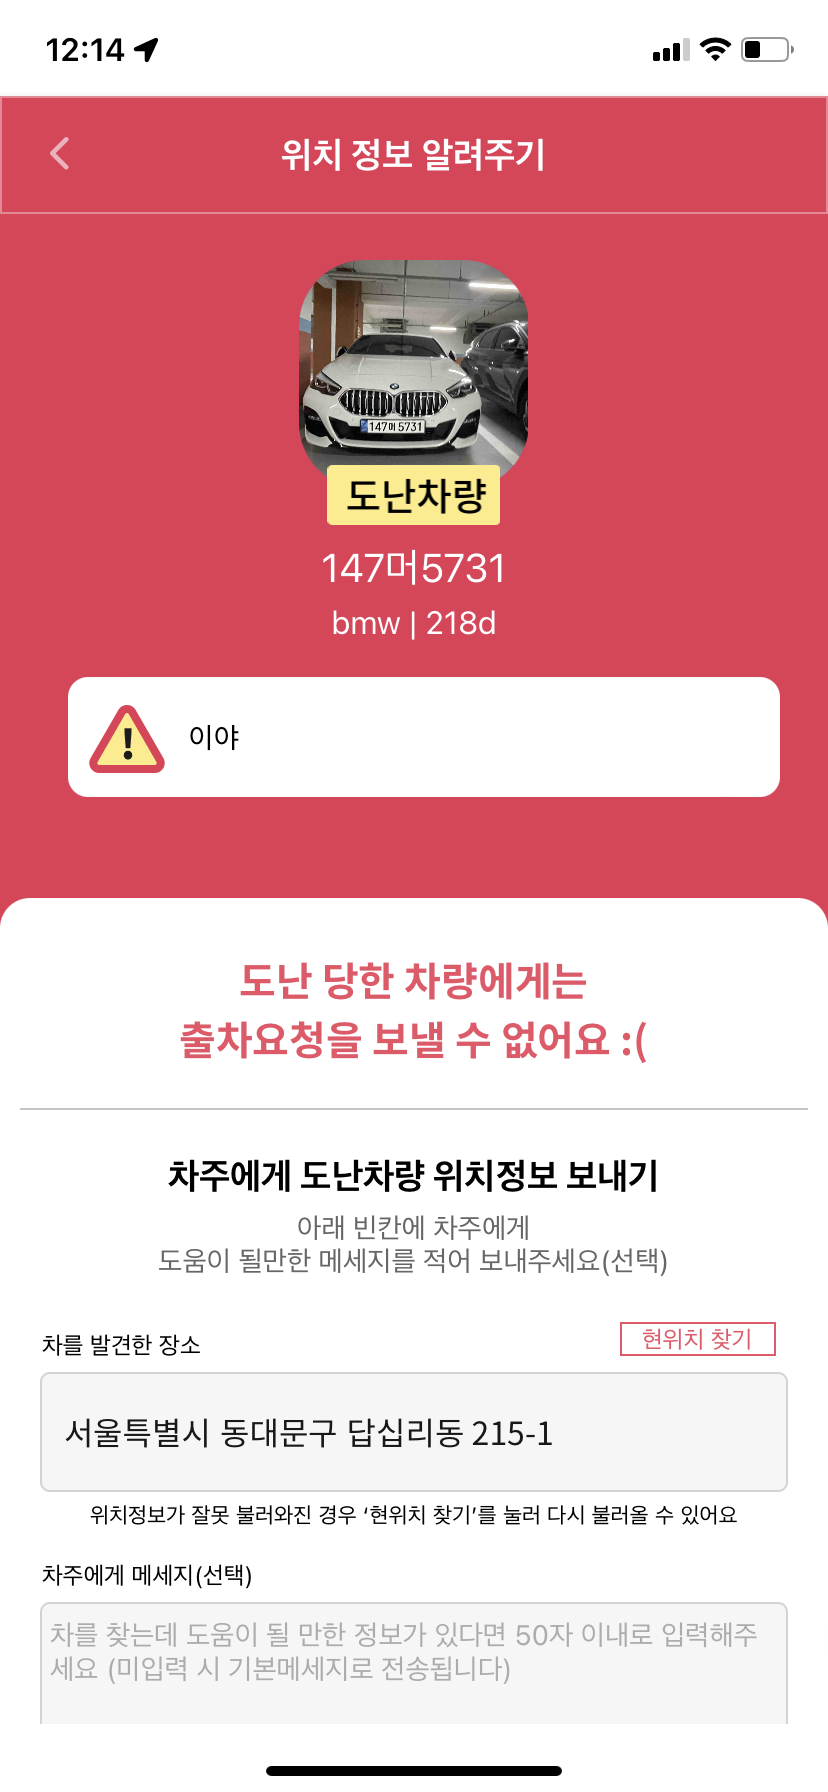 12:14
위치 정보 알려주기
147머 5731
도난차량
147머5731
bmw | 218d
이야
도난 당한 차량에게는
출차요청을 보낼 수 없어요 :(
차주에게 도난차량 위치정보 보내기
아래 빈칸에 차주에게
도움이 될만한 메세지를 적어 보내주세요(선택)
차를 발견한 장소
현위치 찾기
서울특별시 동대문구 답십리동 215-1
위치정보가 잘못 불러와진 경우 ‘현위치 찾기’를 눌러 다시 불러올 수 있어요
차주에게 메세지(선택)
차를 찾는데 도움이 될 만한 정보가 있다면 50자 이내로 입력해주
세요 (미입력 시 기본메세지로 전송됩니다)